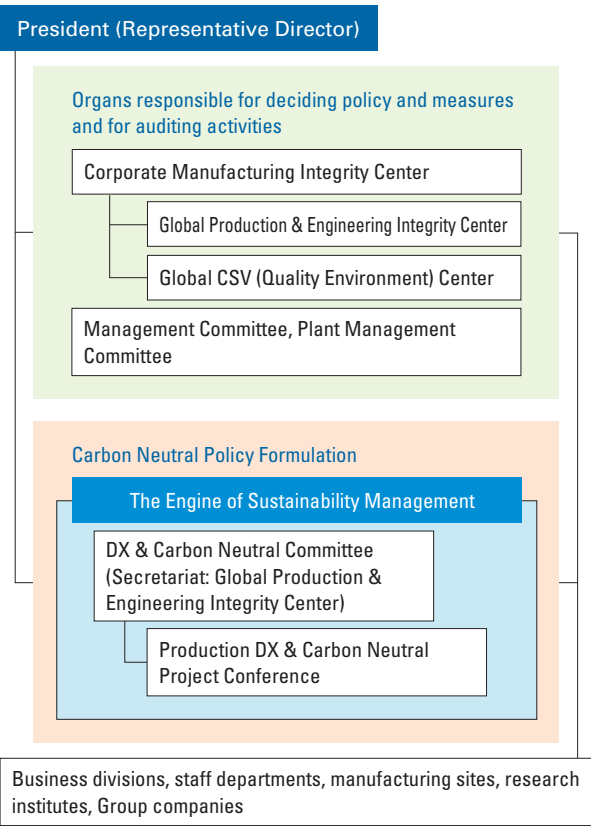 President (Representative Director)
Organs responsible for deciding policy and measures
and for auditing activities
Corporate Manufacturing Integrity Center
Global Production & Engineering Integrity Center
Global CSV (Quality Environment) Center
Management Committee, Plant Management
Committee
Carbon Neutral Policy Formulation
The Engine of Sustainability Management
DX & Carbon Neutral Committee
(Secretariat: Global Production &
Engineering Integrity Center)
Production DX & Carbon Neutral
Project Conference
Business divisions, staff departments, manufacturing sites, research
institutes, Group companies